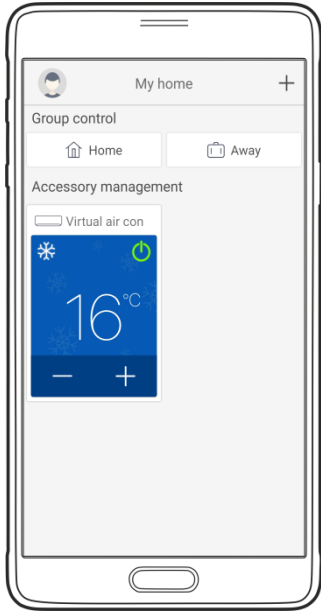 My home
Group control
Home
Away
Accessory management
Virtual air con
16°C